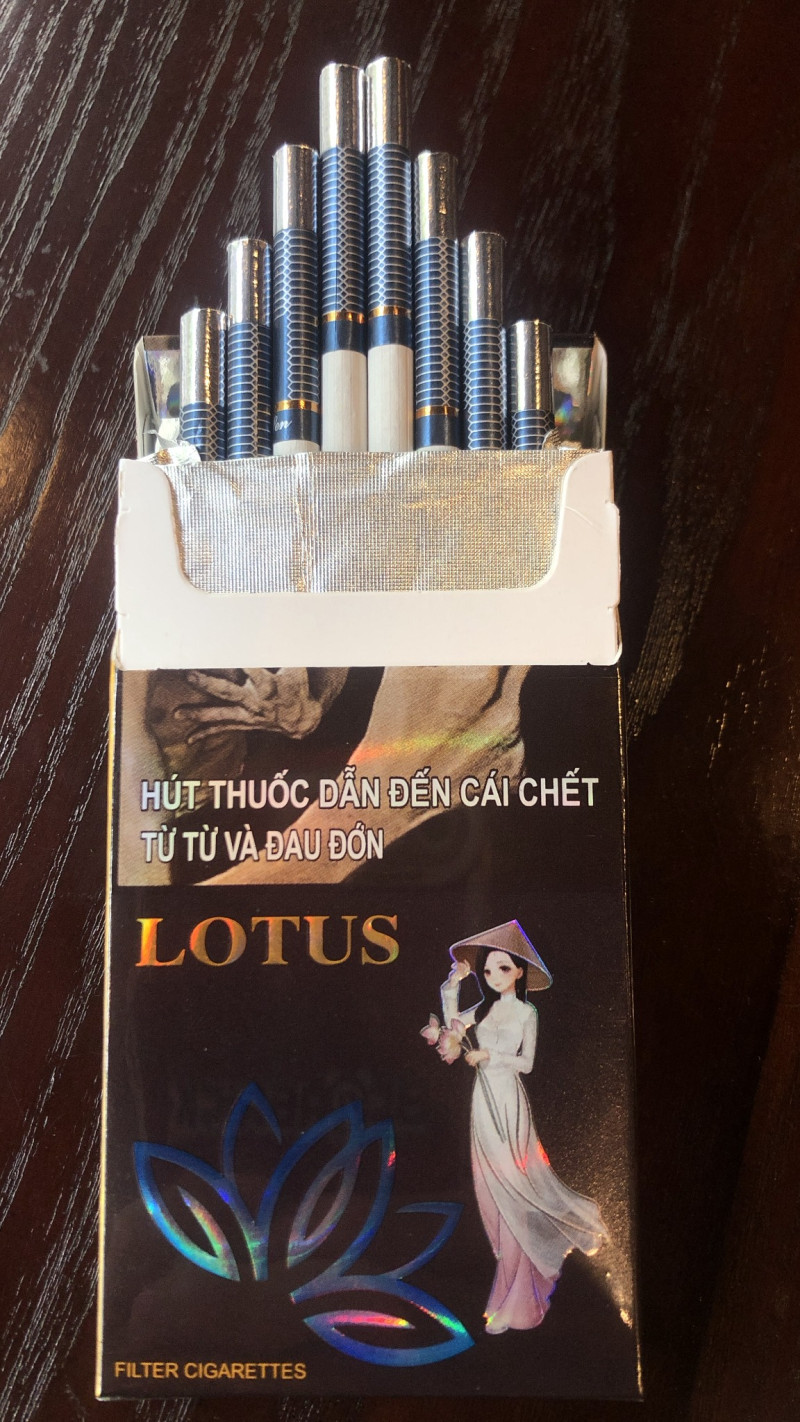 HÚT THUỐC DẪN ĐẾN CÁI CHẾT
TỪ TỪ VÀ ĐAU ĐỚN
LOTUS
FILTER CIGARETTES